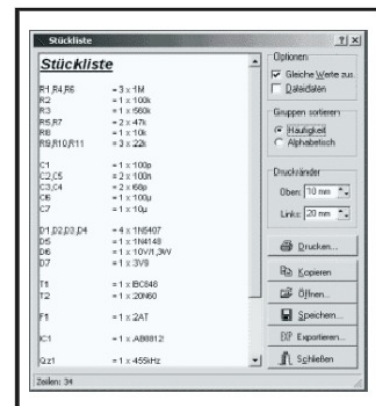 Stückliste
Stückliste
R1,R4,R6 = 3 x 1M
R2 = 1 x 100k
R3 = 1 x 560k
R5,R7 = 2 x 47k
R8 = 1 x 10k
R9,R10,R11 = 3 x 22k
C1 = 1 x 100p
C2,C5 = 2 x 100n
C3,C4 = 2 x 68p
C6 = 1 x 100µ
C7 = 1 x 10µ
D1,D2,D3,D4 = 4 x 1N5407
D5 = 1 x 1N4148
D6 = 1 x 10V/1,3W
D7 = 1 x 3V9
T1 = 1 x BC648
T2 = 1 x 20N60
F1 = 1 x 2AT
IC1 = 1 x AB8812
Qz1 = 1 x 455kHz
Zeilen: 34
Optionen
Gleiche Werte zus.
Dateidaten
Gruppen sortieren
Häufigkeit
Alphabetisch
Druckränder
Oben: 10 mm
Links: 20 mm
Drucken...
Kopieren
Öffnen...
Speichern...
EXP Exportieren...
Schließen